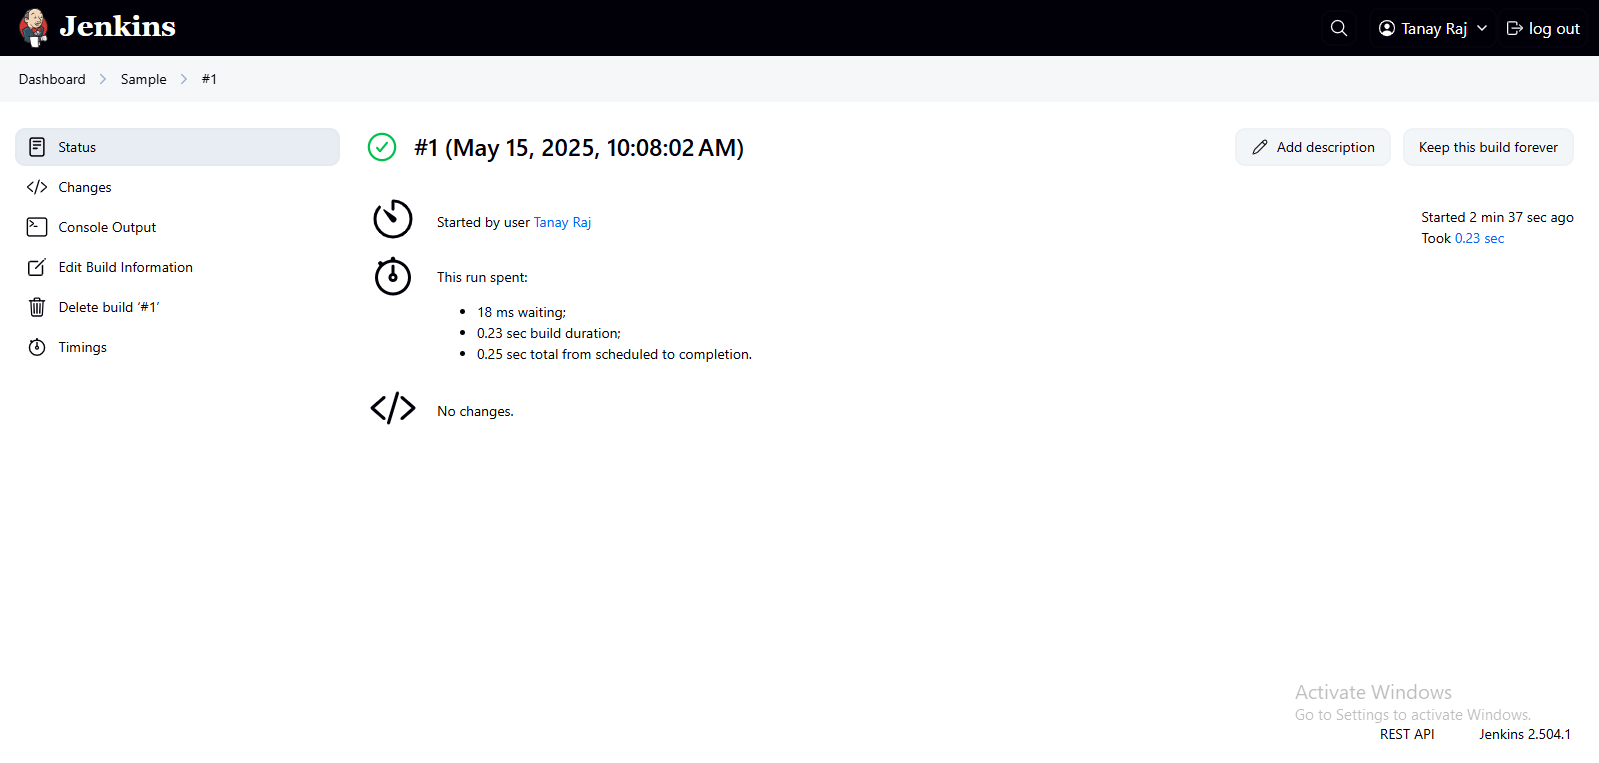 Jenkins
Tanay Raj
log out
Dashboard
Sample
#1
Status
Changes
Console Output
Edit Build Information
Delete build ‘#1’
Timings
#1 (May 15, 2025, 10:08:02 AM)
Add description
Keep this build forever
Started by user Tanay Raj
Started 2 min 37 sec ago
Took 0.23 sec
This run spent:
18 ms waiting;
0.23 sec build duration;
0.25 sec total from scheduled to completion.
No changes.
Activate Windows
Go to Settings to activate Windows.
REST API
Jenkins 2.504.1